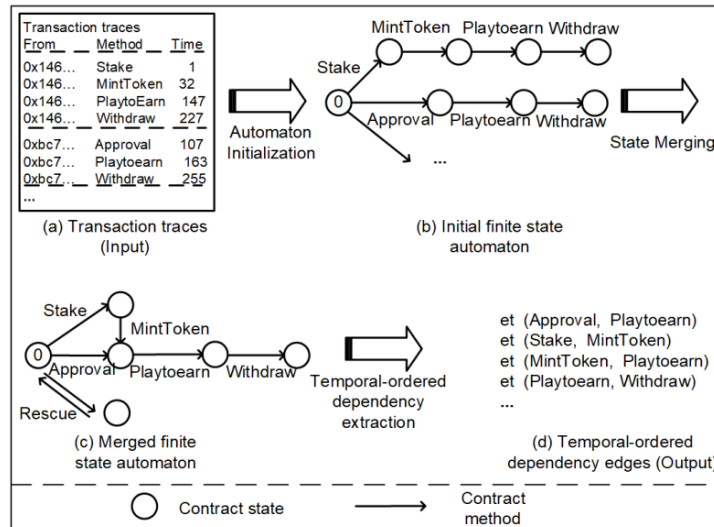 Transaction traces
From Method Time
0x146... Stake 1
0x146... MintToken 32
0x146... PlaytoEarn 147
0x146... Withdraw 227
0xbc7... Approval 107
0xbc7... Playtoearn 163
0xbc7... Withdraw 255
...
(a) Transaction traces
(Input)
Automaton
Initialization
MintToken Playtoearn Withdraw
Stake
0
Approval Playtoearn Withdraw
...
(b) Initial finite state
automaton
State Merging
Stake
MintToken
0
Approval Playtoearn Withdraw
Rescue
(c) Merged finite
state automaton
Temporal-ordered
dependency
extraction
et (Approval, Playtoearn)
et (Stake, MintToken)
et (MintToken, Playtoearn)
et (Playtoearn, Withdraw)
...
(d) Temporal-ordered
dependency edges (Output)
Contract state
Contract
method